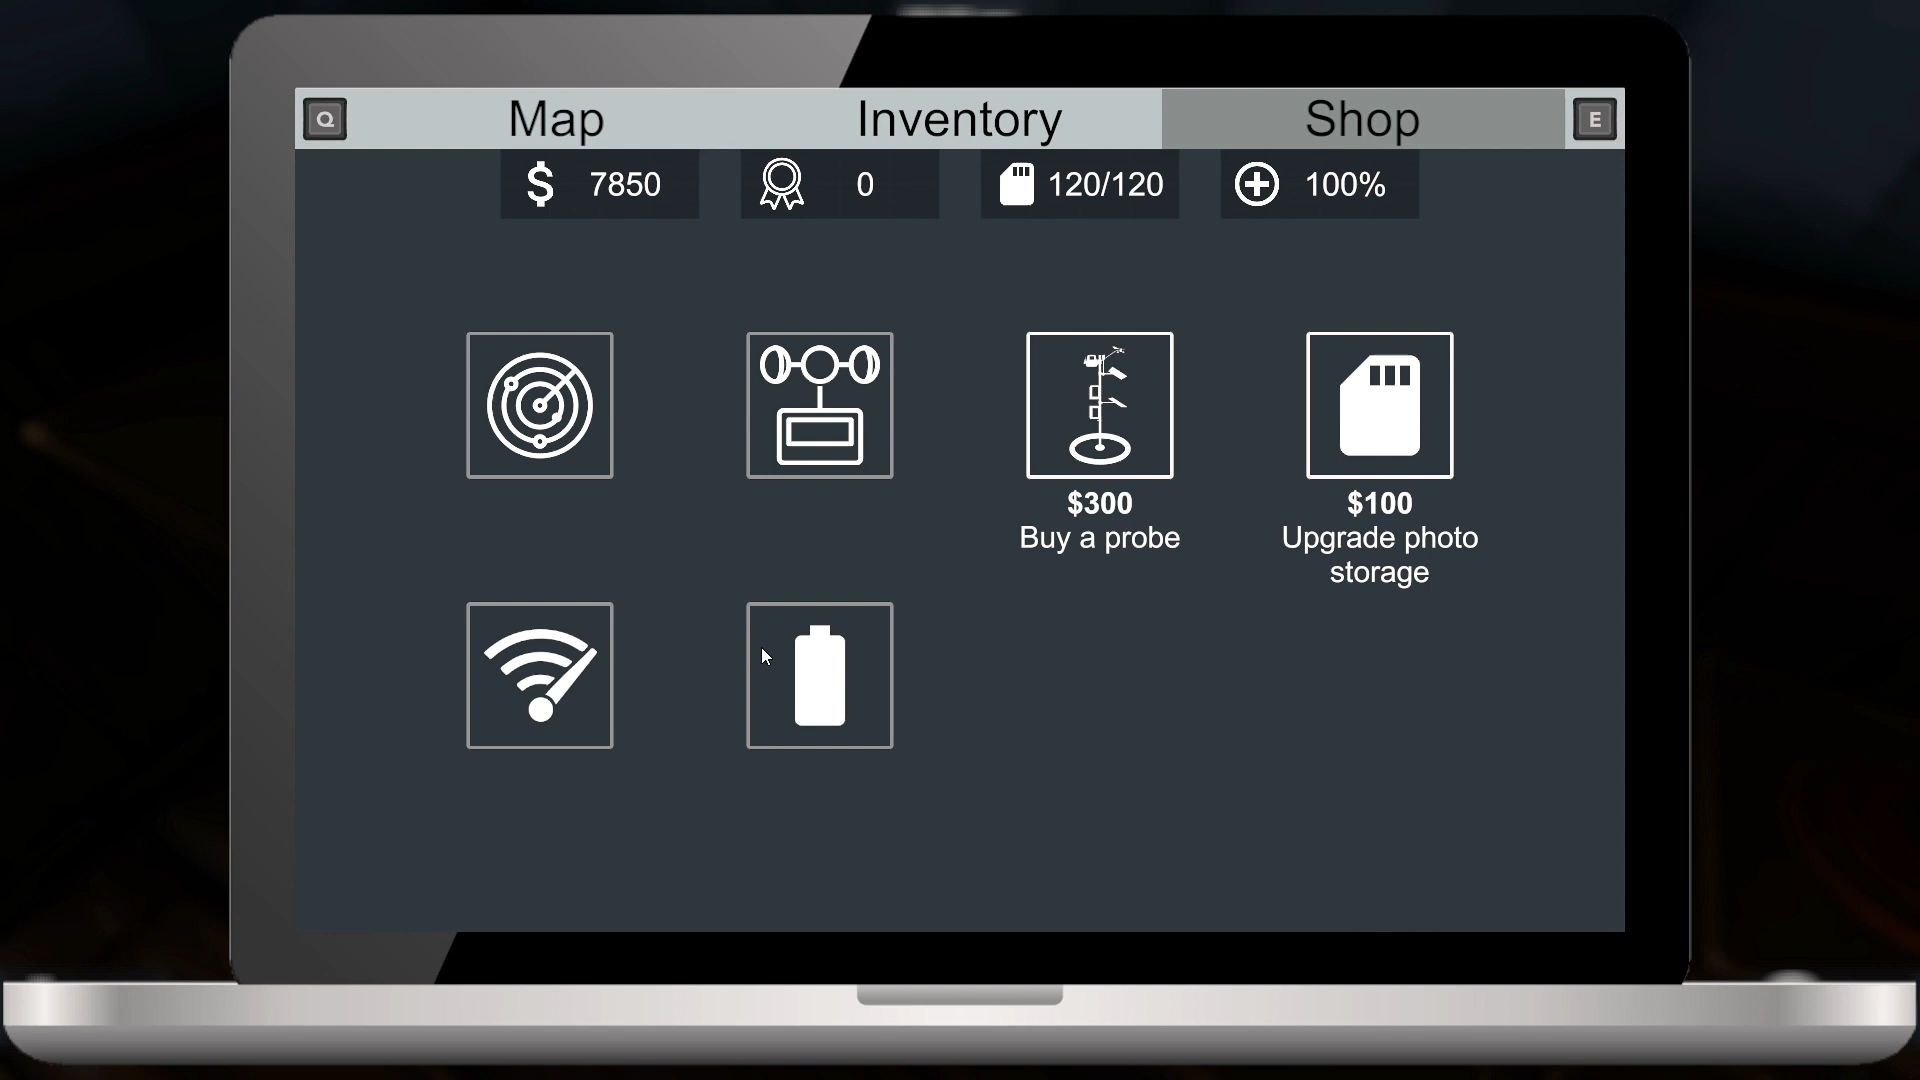 Q Map Inventory Shop E
$ 7850 0 120/120 100%
$300 $100
Buy a probe Upgrade photo
storage